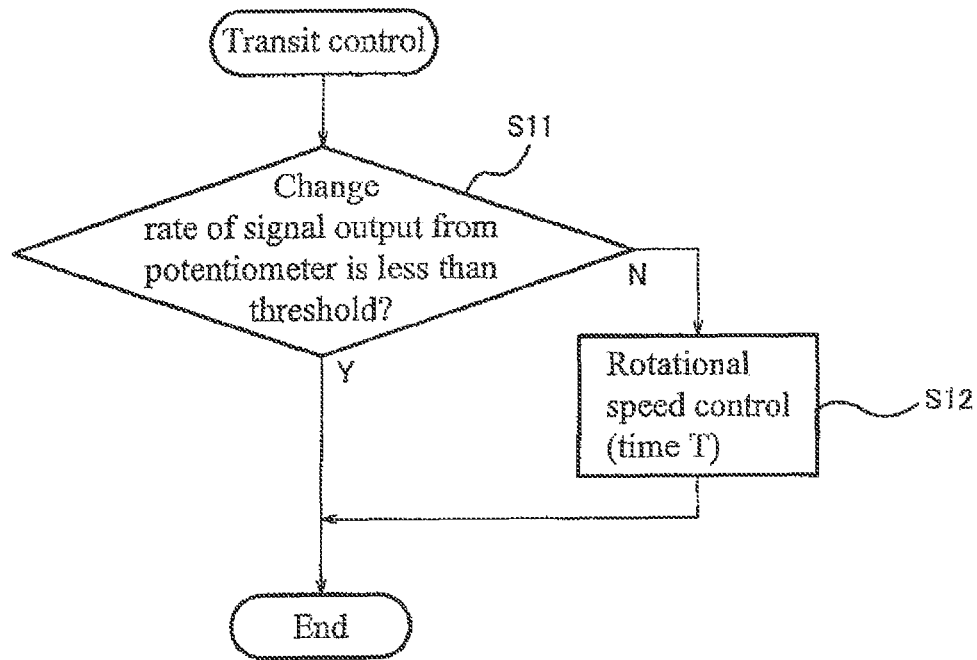 Transit control
S11
Change
rate of signal output from
potentiometer is less than
threshold?
N
Y
Rotational
speed control
(time T)
S12
End